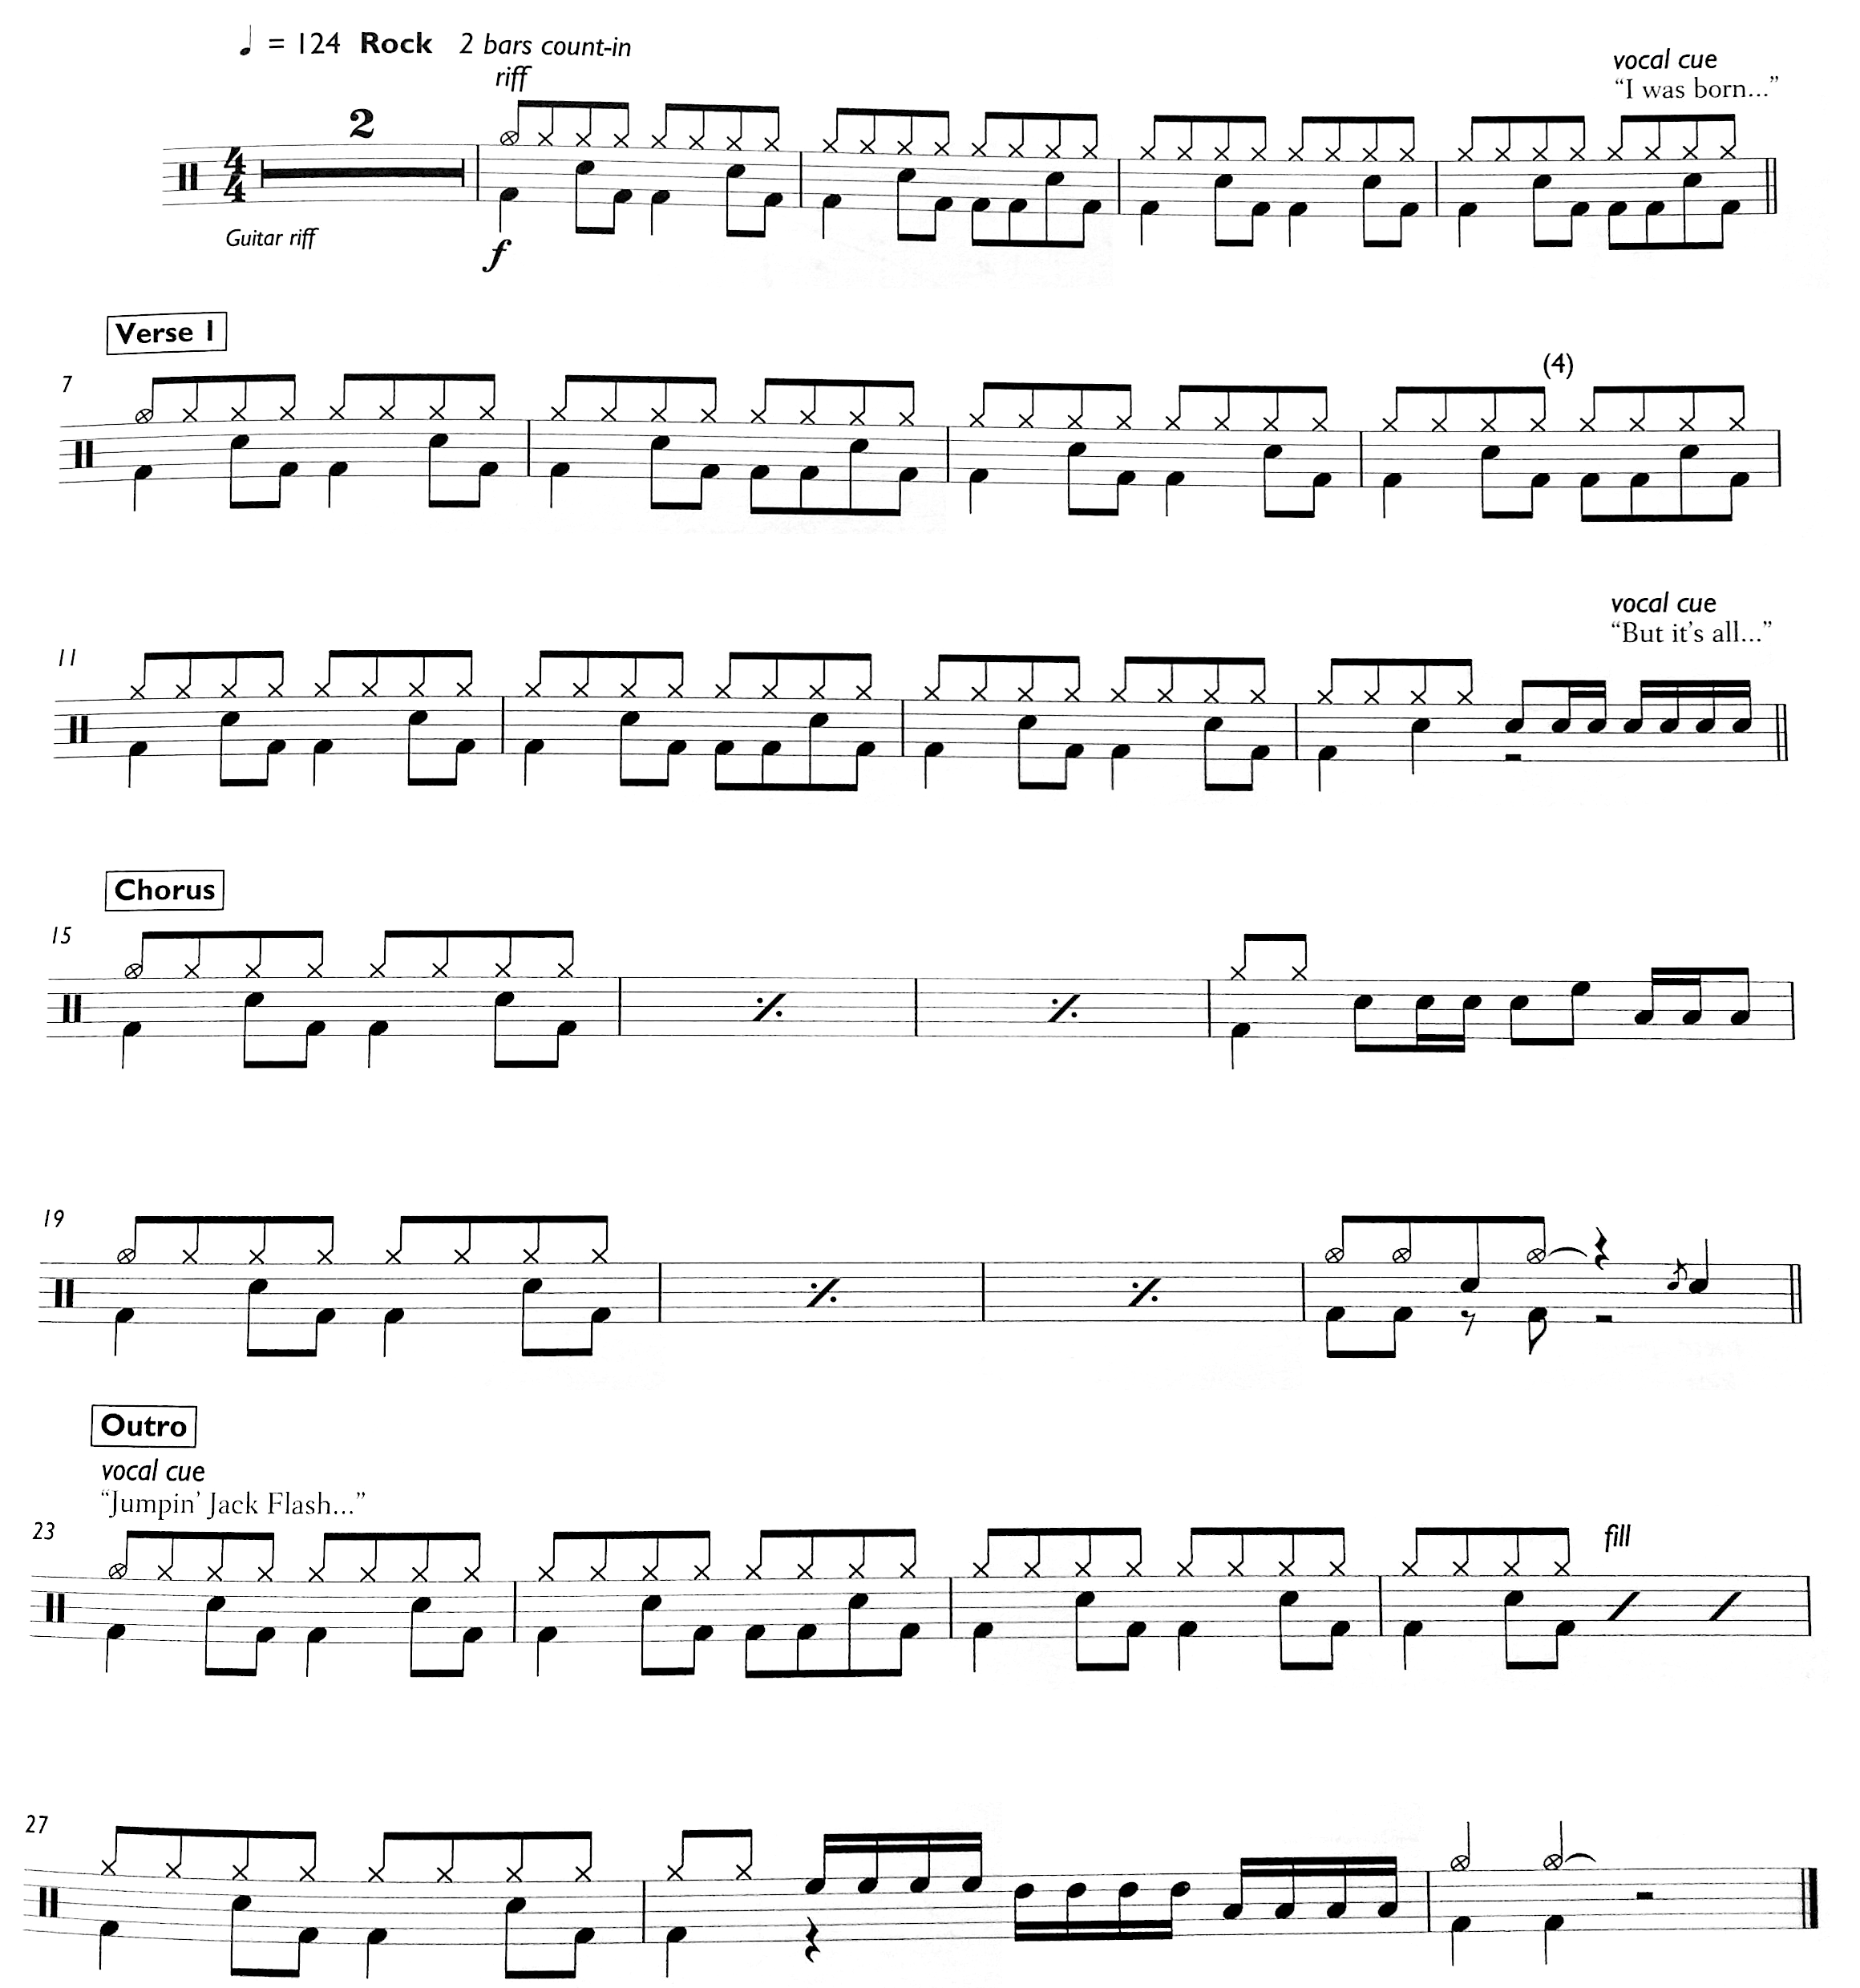 = 124 Rock 2 bars count-in
riff
vocal cue
“I was born...”
2
4
4
Guitar riff
f
Verse 1
7
(4)
vocal cue
“But it’s all...”
11
Chorus
15
19
Outro
vocal cue
“Jumpin’ Jack Flash...”
23
fill
27